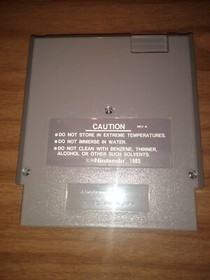 CAUTION
REV-A
● DO NOT STORE IN EXTREME TEMPERATURES.
● DO NOT IMMERSE IN WATER.
● DO NOT CLEAN WITH BENZENE, THINNER,
ALCOHOL OR OTHER SUCH SOLVENTS.
©Nintendo 1985